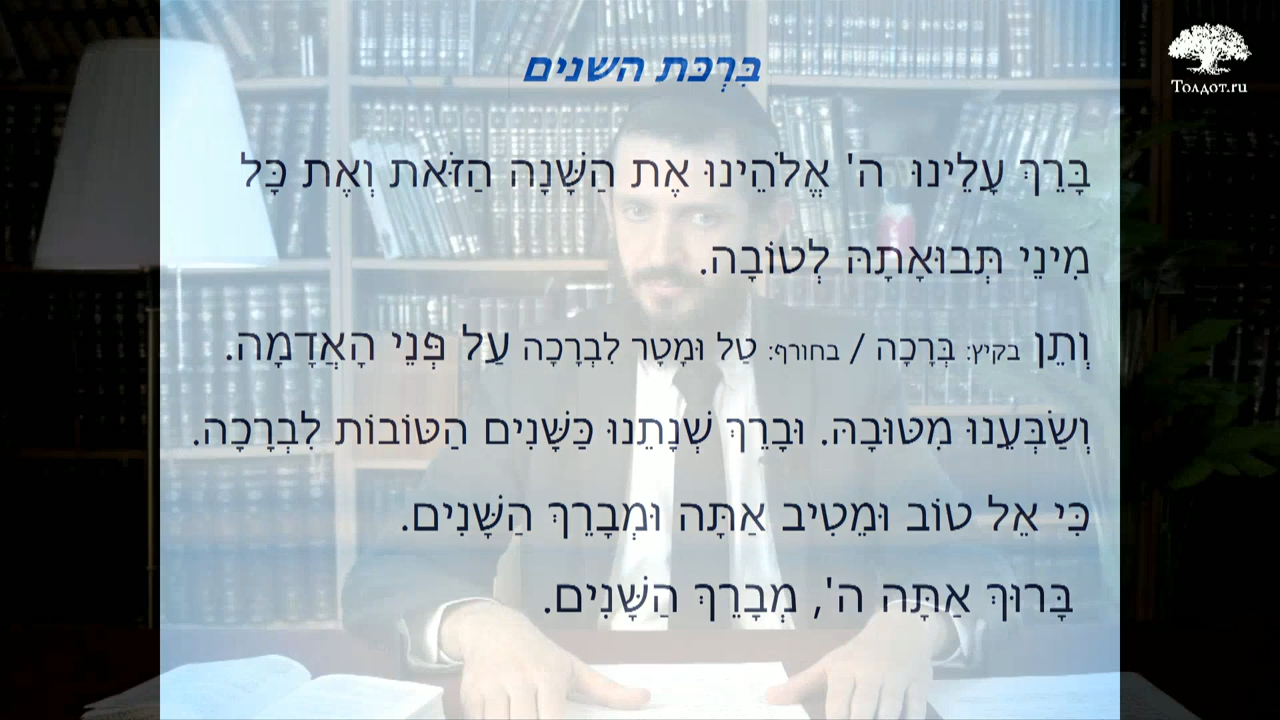 בִּרְכּת השנים
בָּרֵךְ עָלֵינוּ ה' אֱלֹהֵינוּ אֶת הַשָּׁנָה הַזֹּאת וְאֶת כָּל
מִינֵי תְּבוּאָתָהּ לְטוֹבָה.
וְתֵן בקיץ: בְּרָכָה / בחורף: טַל וּמָטָר לִבְרָכָה עַל פְּנֵי הָאֲדָמָה.
וְשַׂבְּעֵנוּ מִטּוּבָהּ. וּבָרֵךְ שְׁנָתֵנוּ כַּשָּׁנִים הַטּוֹבוֹת לִבְרָכָה.
כִּי אֵל טוֹב וּמֵטִיב אַתָּה וּמְבָרֵךְ הַשָּׁנִים.
בָּרוּךְ אַתָּה ה', מְבָרֵךְ הַשָּׁנִים.
Толдот.ru